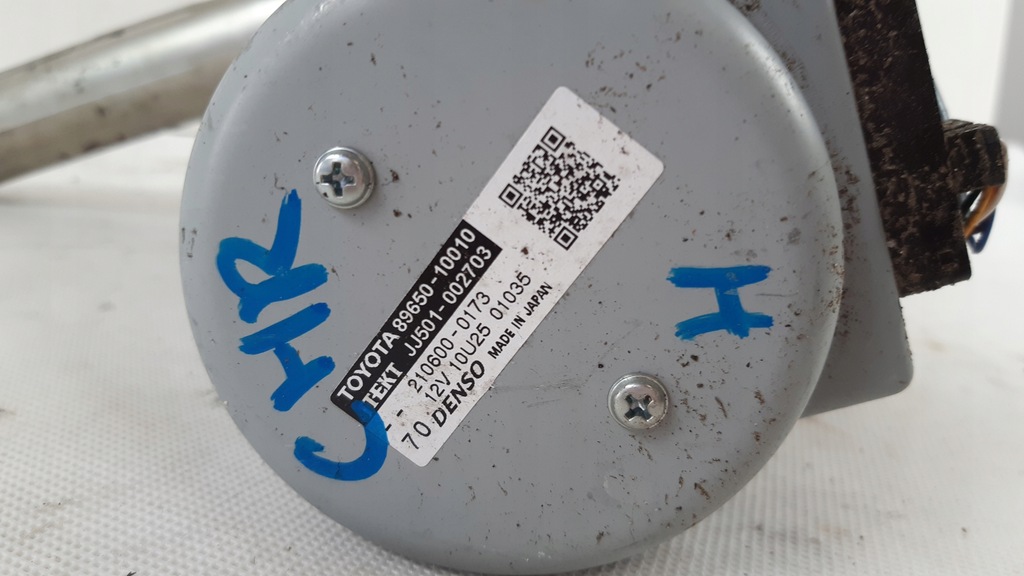 TOYOTA 89650-10010
JTEKT JJ501-002703
210600-0173
12V 10U25 01035
70 DENSO MADE IN JAPAN
CHR
H